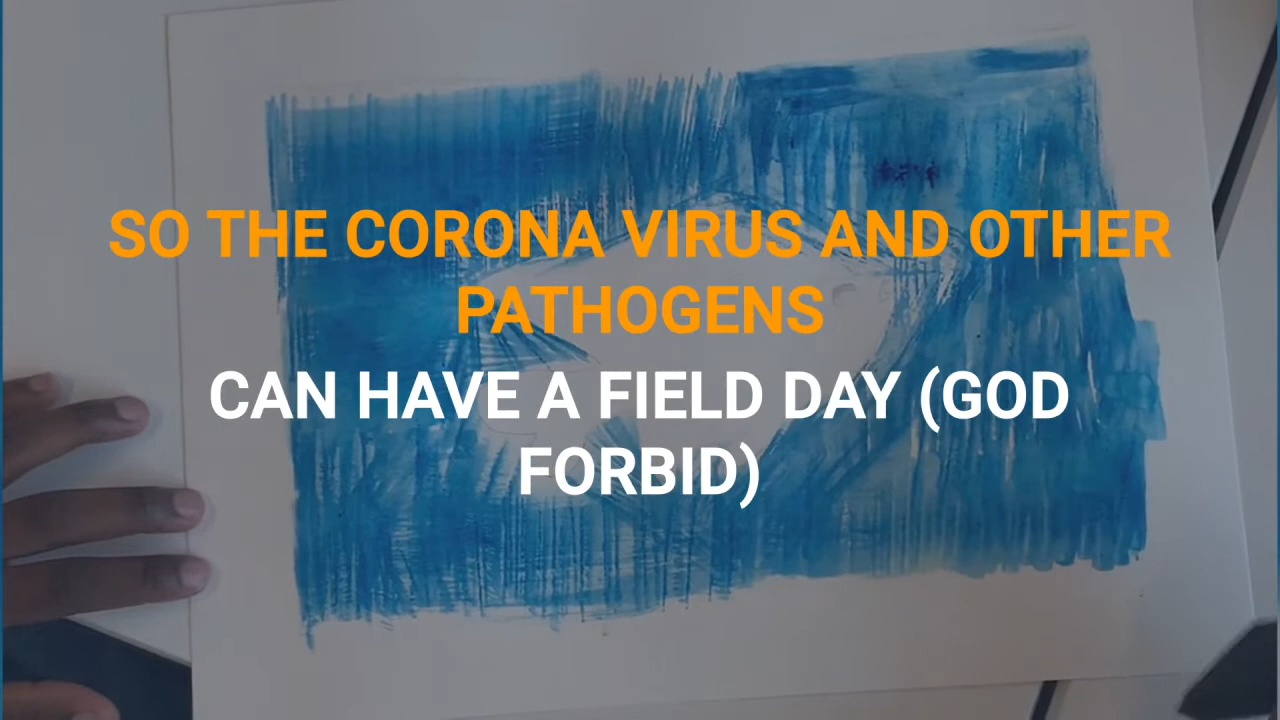 SO THE CORONA VIRUS AND OTHER
PATHOGENS
CAN HAVE A FIELD DAY (GOD
FORBID)